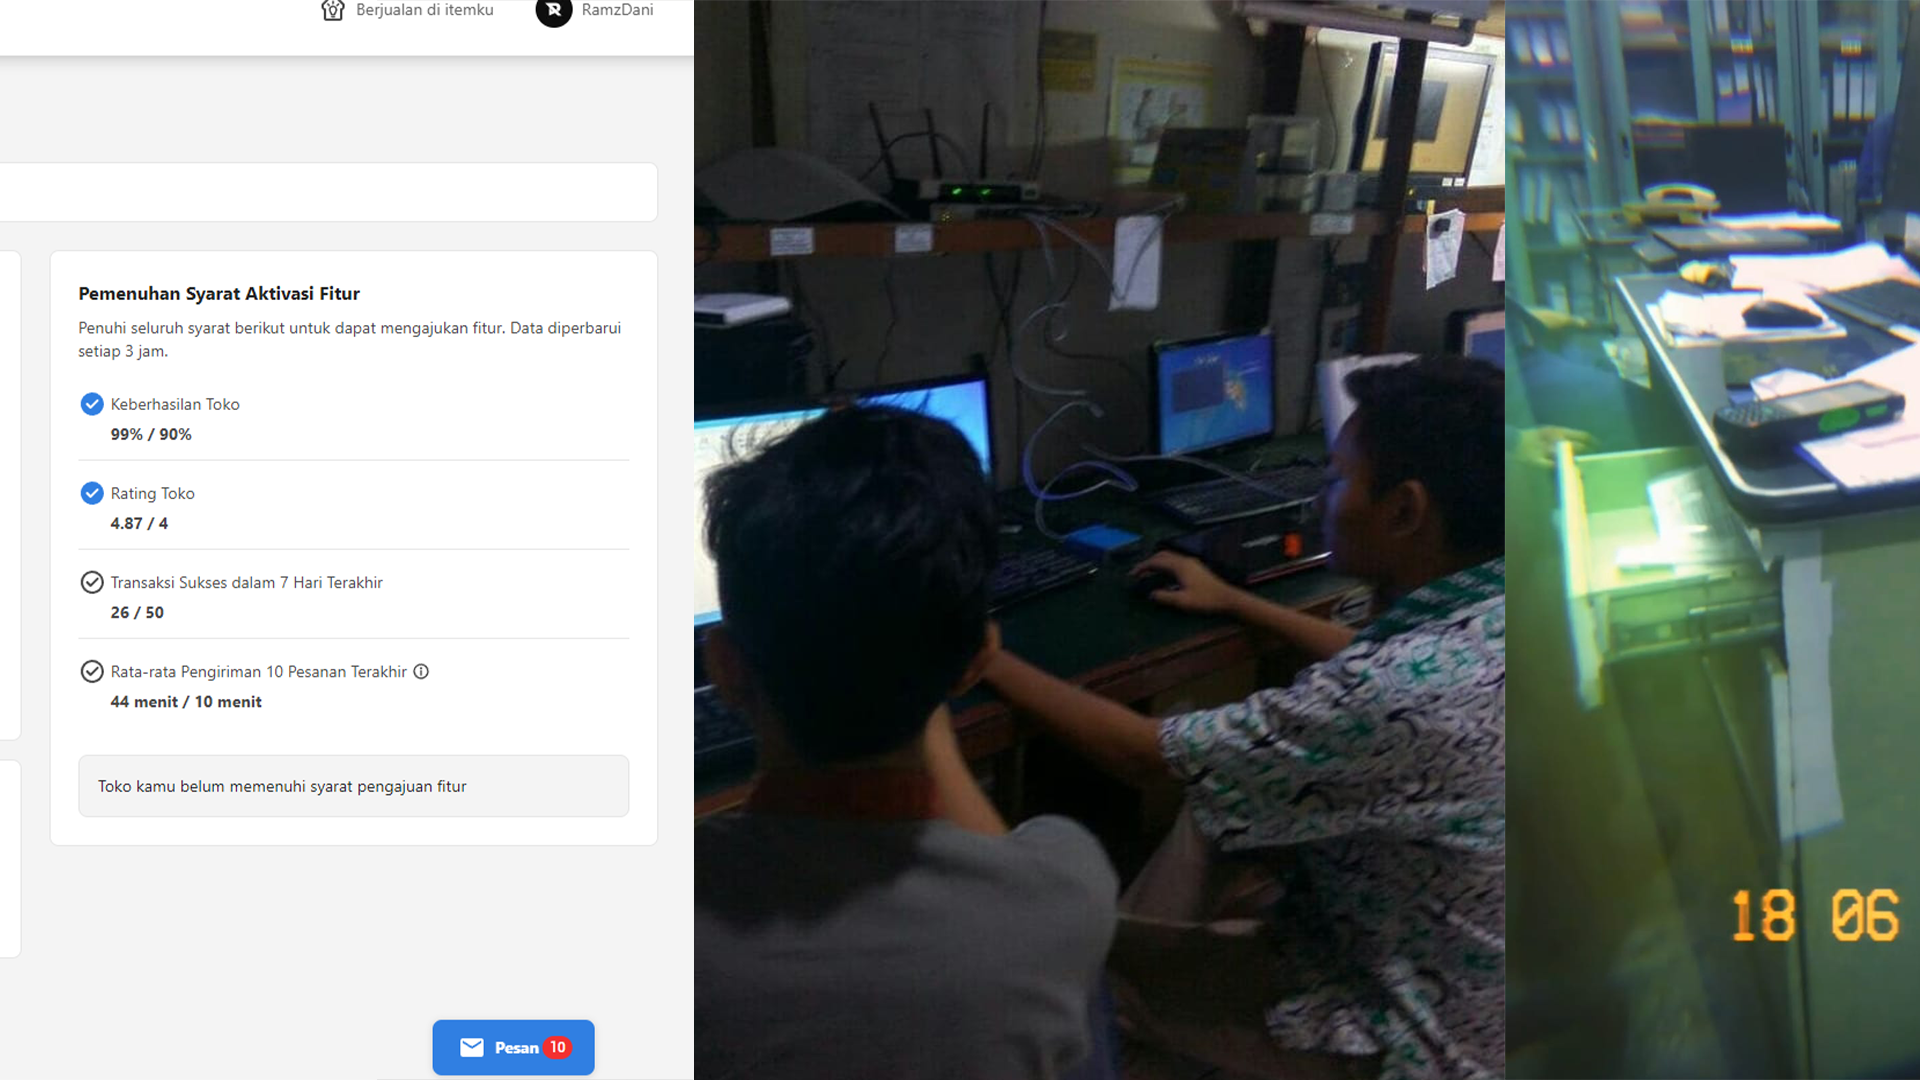 Berjualan di itemku
RamzDani
Pemenuhan Syarat Aktivasi Fitur
Penuhi seluruh syarat berikut untuk dapat mengajukan fitur. Data diperbarui
setiap 3 jam.
Keberhasilan Toko
99% / 90%
Rating Toko
4.87 / 4
Transaksi Sukses dalam 7 Hari Terakhir
26 / 50
Rata-rata Pengiriman 10 Pesanan Terakhir
44 menit / 10 menit
Toko kamu belum memenuhi syarat pengajuan fitur
Pesan 10
18 06